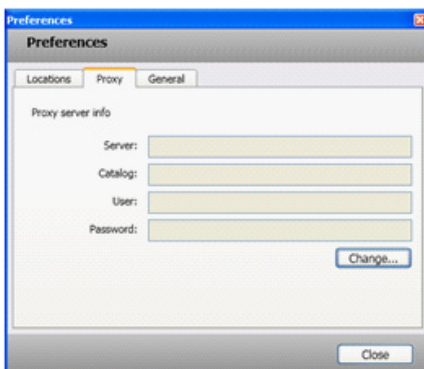 Preferences
Preferences
Locations Proxy General
Proxy server info
Server:
Catalog:
User:
Password:
Change...
Close